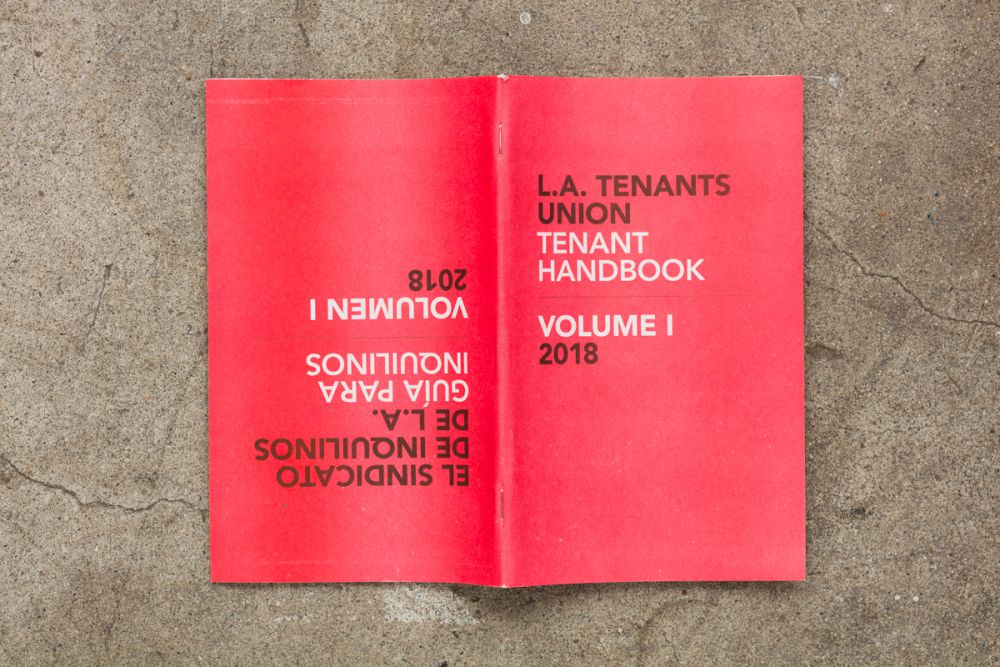 L.A. TENANTS
UNION
TENANT
HANDBOOK
VOLUME I
2018
EL SINDICATO
DE INQUILINOS
DE L.A.
GUÍA PARA
INQUILINOS
VOLUMEN I
2018